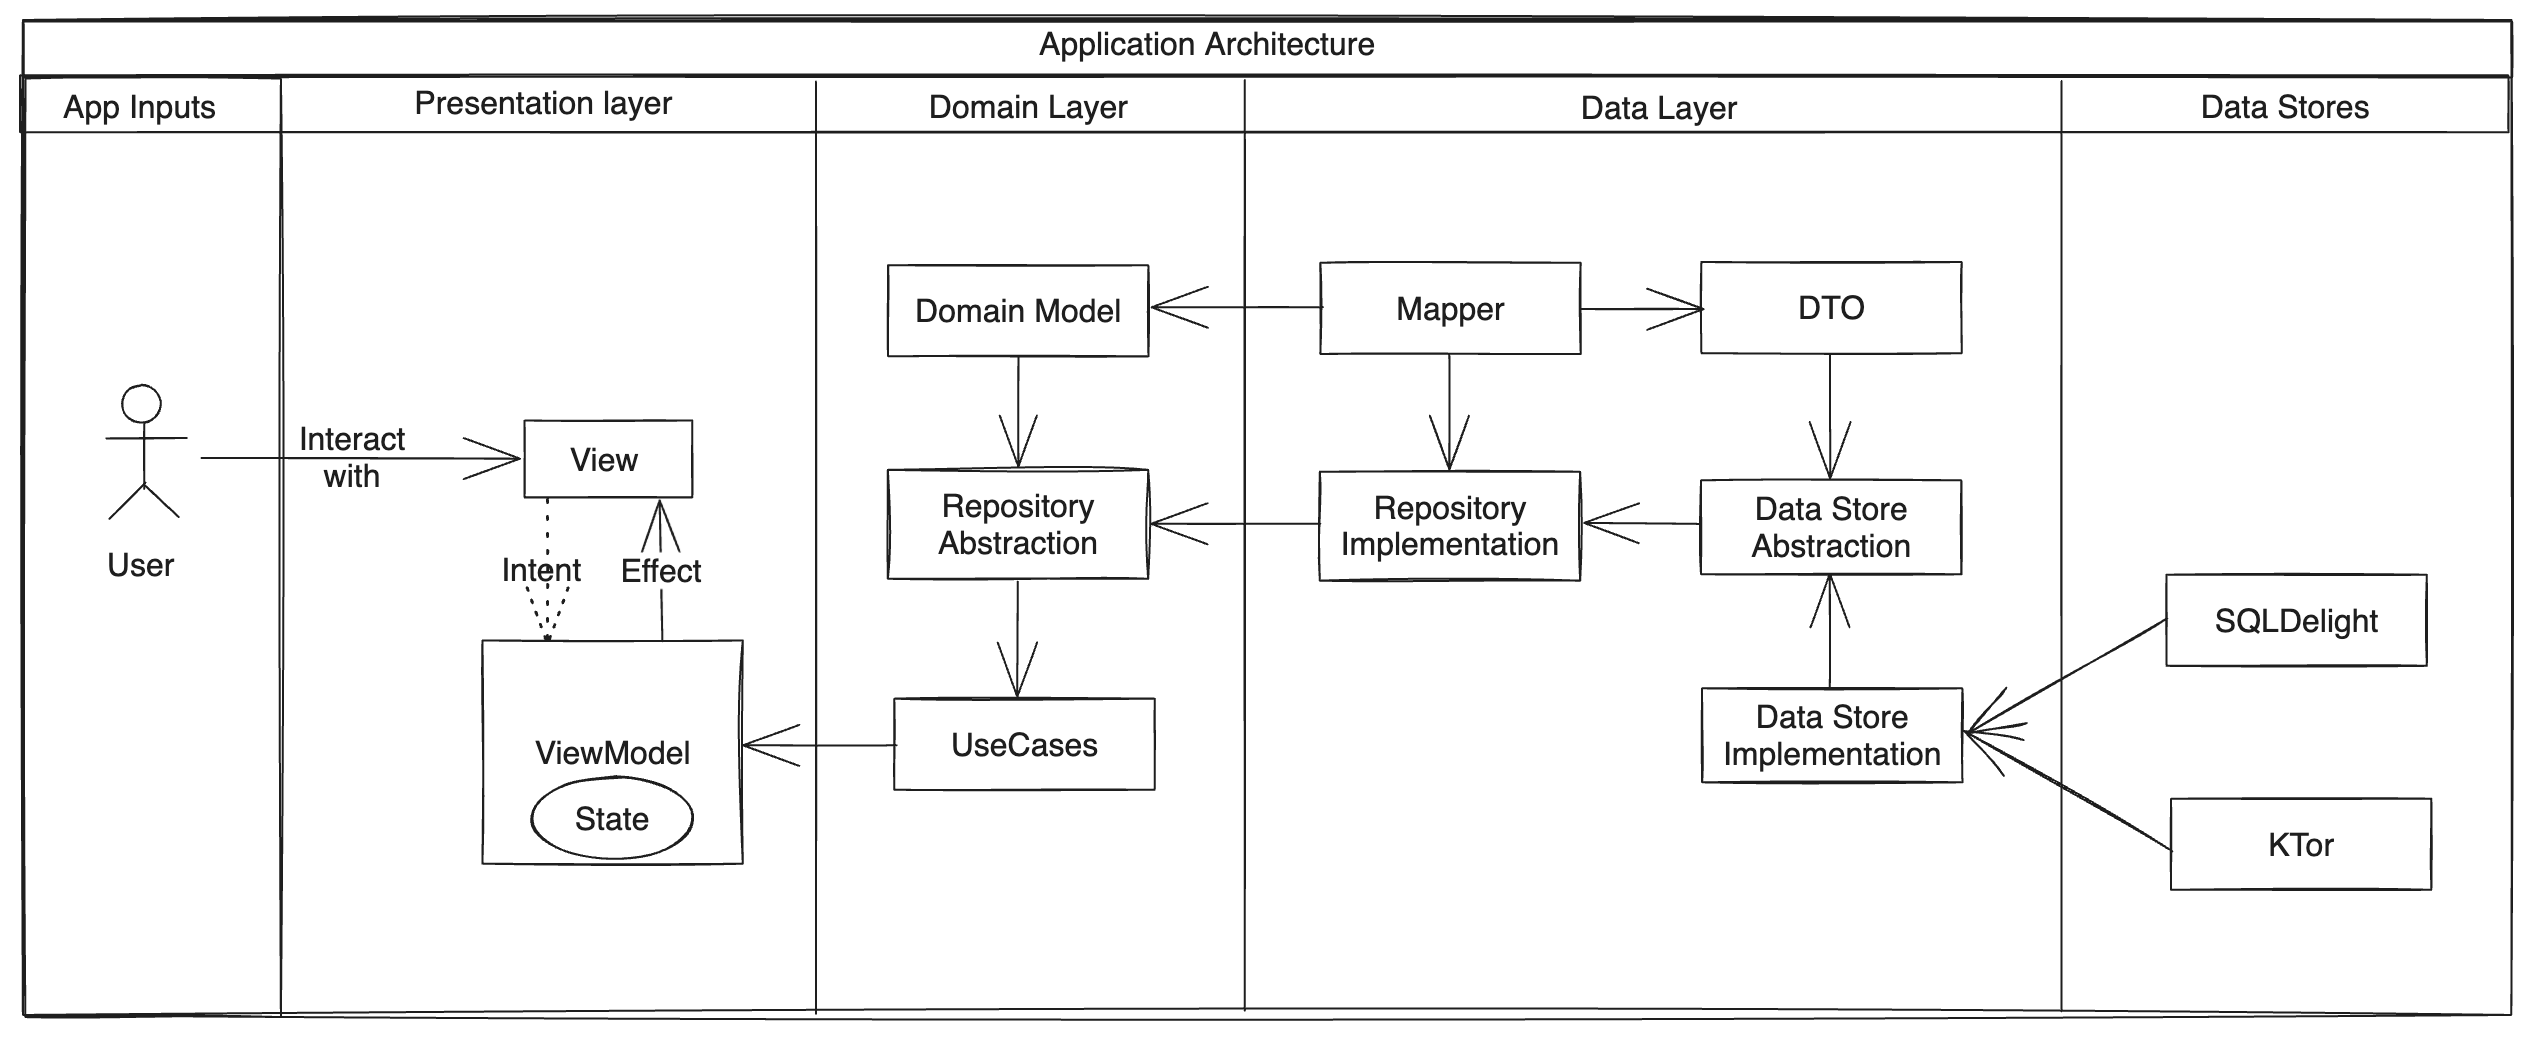 Application Architecture
App Inputs
Presentation layer
Domain Layer
Data Layer
Data Stores
User
Interact
with
View
Intent
Effect
ViewModel
State
Domain Model
Repository
Abstraction
UseCases
Mapper
DTO
Repository
Implementation
Data Store
Abstraction
Data Store
Implementation
SQLDelight
KTor